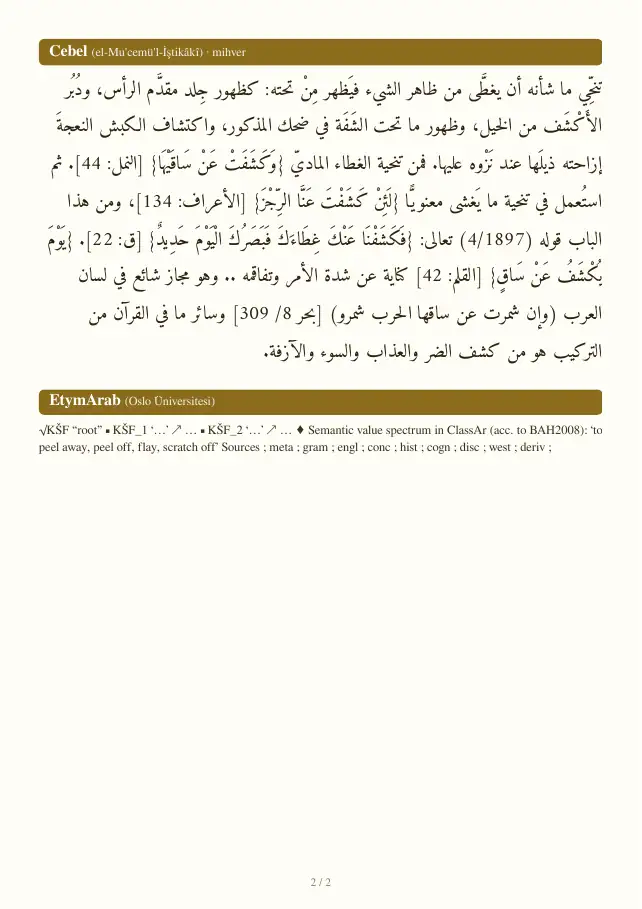 Cebel (el-Mu'cemü'l-İştikâkî) · mihver
تنحِّي ما شأنه أن يغطَّى من ظاهر الشيء فيَظهر مِنْ تحته: كظهور جِلد مقدَّم الرأس، ودُبُر
الأَكْشَف من الخيل، وظهور ما تحت الشَفَة في ضحك المذكور، واكتشاف الكبش النعجةَ
إزاحته ذيلَها عند نَزْوه عليها. فمن تنحية الغطاء الماديّ {وَكَشَفَتْ عَنْ سَاقَيْهَا} [النمل: 44]. ثم
استُعمل في تنحية ما يَغشى معنويًّا {لَئِنْ كَشَفْتَ عَنَّا الرِّجْزَ} [الأعراف: 134]، ومن هذا
الباب قوله (4/1897) تعالى: {فَكَشَفْنَا عَنْكَ غِطَاءَكَ فَبَصَرُكَ الْيَوْمَ حَدِيدٌ} [ق: 22]. {يَوْمَ
يُكْشَفُ عَنْ سَاقٍ} [القلم: 42] كناية عن شدة الأمر وتفاقمه .. وهو مجاز شائع في لسان
العرب (وإن شمرت عن ساقها الحرب شمرو) [بحر 8/ 309] وسائر ما في القرآن من
التركيب هو من كشف الضر والعذاب والسوء والآزفة.
EtymArab (Oslo Üniversitesi)
√KŠF “root” ▪ KŠF_1 ‘…’ ↗ … ▪ KŠF_2 ‘…’ ↗ … ♦ Semantic value spectrum in ClassAr (acc. to BAH2008): ‘to
peel away, peel off, flay, scratch off’ Sources ; meta ; gram ; engl ; conc ; hist ; cogn ; disc ; west ; deriv ;
2 / 2